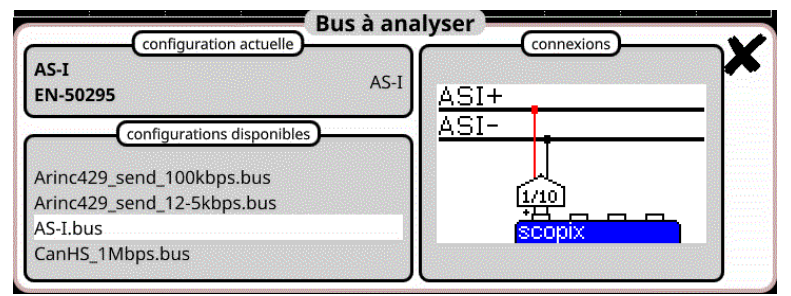 Bus à analyser
configuration actuelle
AS-I
EN-50295
AS-I
configurations disponibles
Arinc429_send_100kbps.bus
Arinc429_send_12-5kbps.bus
AS-I.bus
CanHS_1Mbps.bus
connexions
ASI+
ASI-
1/10
+
scopix